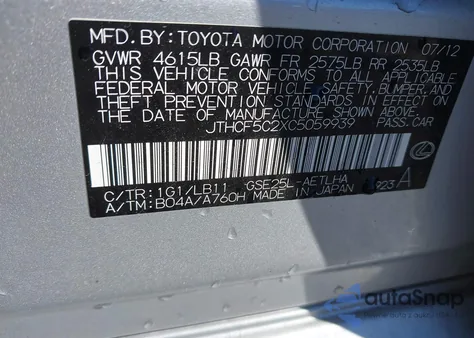 MFD. BY: TOYOTA MOTOR CORPORATION 07/12
GVWR 4615LB GAWR FR 2575LB RR 2535LB
THIS VEHICLE CONFORMS TO ALL APPLICABLE
FEDERAL MOTOR VEHICLE SAFETY, BUMPER, AND
THEFT PREVENTION STANDARDS IN EFFECT ON
THE DATE OF MANUFACTURE SHOWN ABOVE.
JTHCF5C2XC5059939 PASS. CAR
C/TR: 1G1/LB11 GSE25L-AETLHA
A/TM: B04A/A760H MADE IN JAPAN A
autoSnap